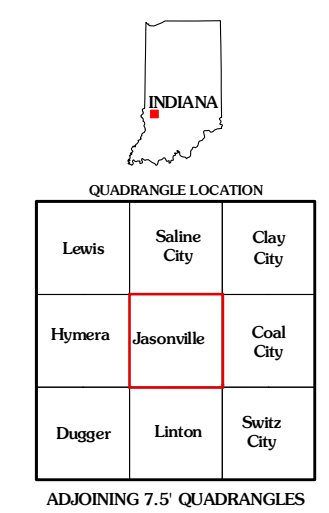 INDIANA
QUADRANGLE LOCATION
Lewis
Saline
City
Clay
City
Hymera
Jasonville
Coal
City
Dugger
Linton
Switz
City
ADJOINING 7.5' QUADRANGLES